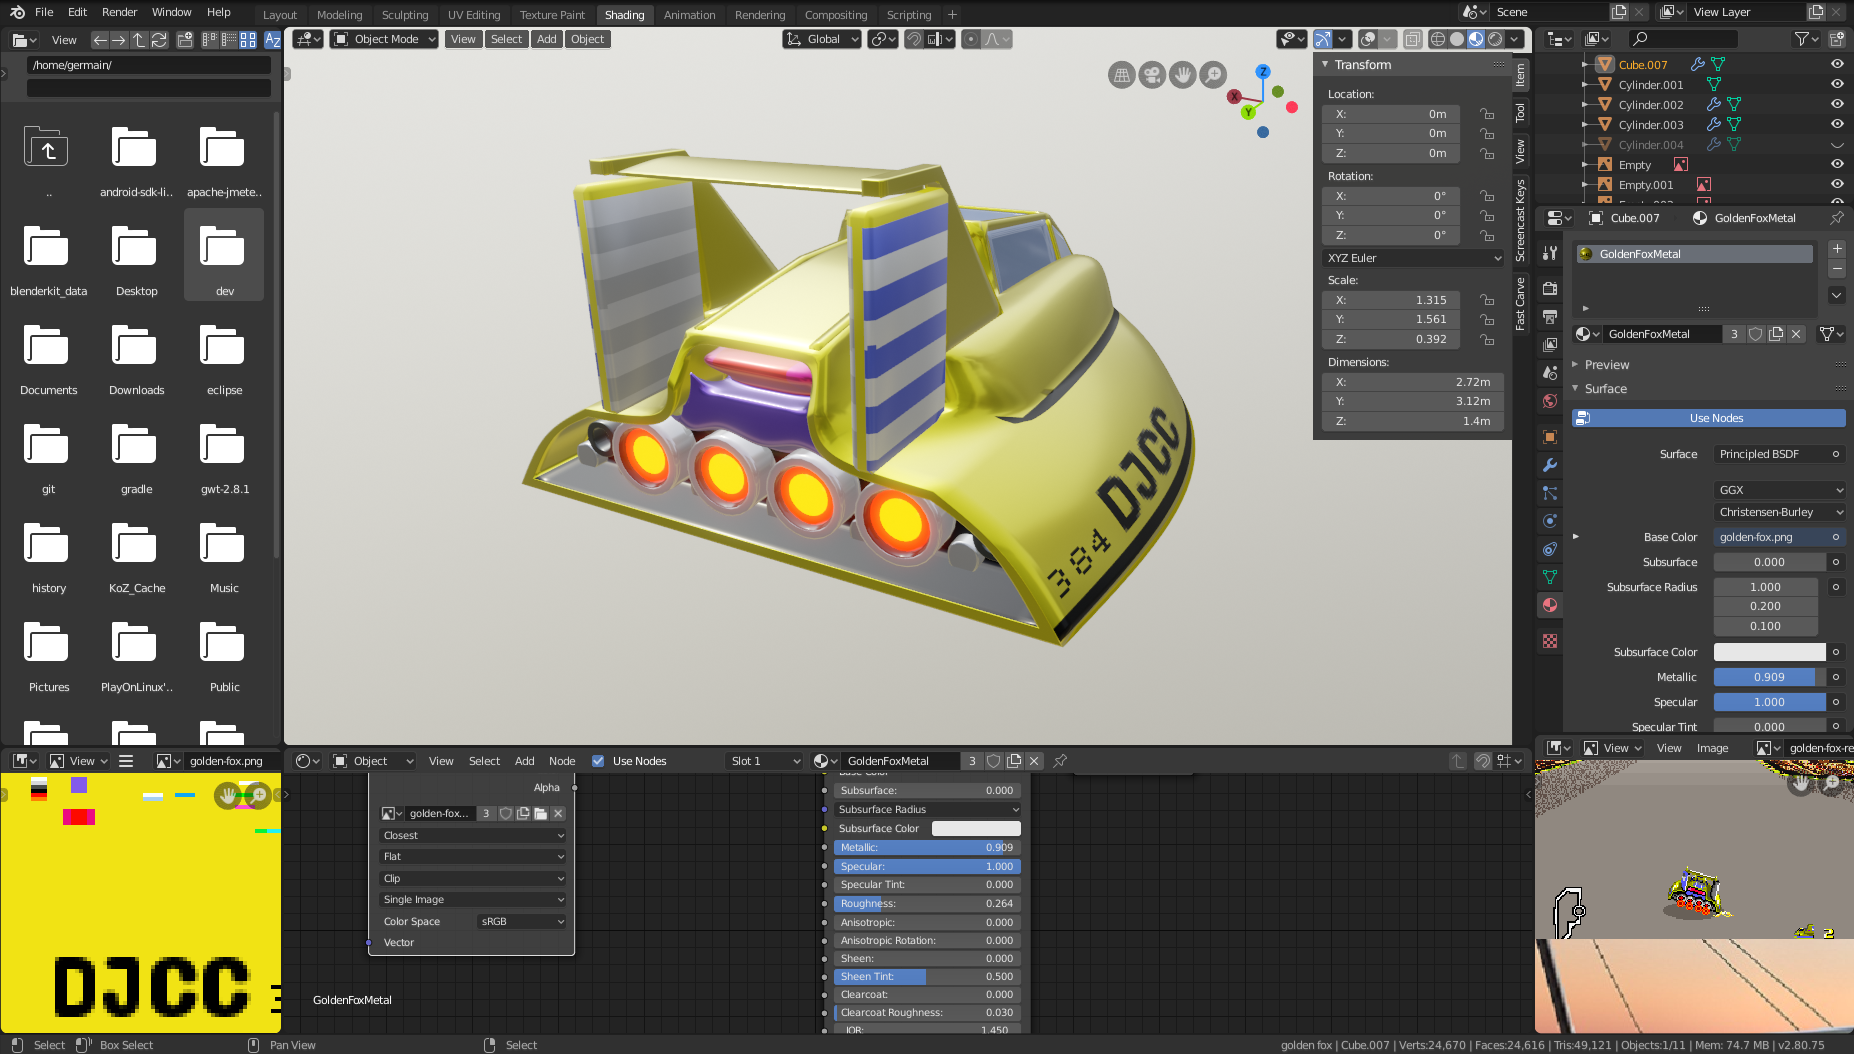 File Edit Render Window Help Layout Modeling Sculpting UV Editing Texture Paint Shading Animation Rendering Compositing Scripting + Scene View Layer
View Object Mode View Select Add Object Global
/home/germain/
..
android-sdk-li..
apache-jmete..
blenderkit_data
Desktop
dev
Documents
Downloads
eclipse
git
gradle
gwt-2.8.1
history
KoZ_Cache
Music
Pictures
PlayOnLinux'..
Public
DJCC
384
Z
X
Y
Transform
Location:
X: 0m
Y: 0m
Z: 0m
Rotation:
X: 0°
Y: 0°
Z: 0°
XYZ Euler
Scale:
X: 1.315
Y: 1.561
Z: 0.392
Dimensions:
X: 2.72m
Y: 3.12m
Z: 1.4m
Item
Tool
View
Screencast Keys
Fast Carve
Cube.007
Cylinder.001
Cylinder.002
Cylinder.003
Cylinder.004
Empty
Empty.001
Cube.007 GoldenFoxMetal
GoldenFoxMetal
GoldenFoxMetal 3
Preview
Surface
Use Nodes
Surface Principled BSDF
GGX
Christensen-Burley
Base Color golden-fox.png
Subsurface 0.000
Subsurface Radius 1.000
0.200
0.100
Subsurface Color
Metallic 0.909
Specular 1.000
Specular Tint 0.000
View golden-fox.png
DJCC
Object View Select Add Node Use Nodes Slot 1 GoldenFoxMetal 3
Alpha
golden-fox... 3
Closest
Flat
Clip
Single Image
Color Space sRGB
Vector
GoldenFoxMetal
Base Color
Subsurface: 0.000
Subsurface Radius
Subsurface Color
Metallic: 0.909
Specular: 1.000
Specular Tint: 0.000
Roughness: 0.264
Anisotropic: 0.000
Anisotropic Rotation: 0.000
Sheen: 0.000
Sheen Tint: 0.500
Clearcoat: 0.000
Clearcoat Roughness: 0.030
IOR: 1.450
View View Image golden-fox-re
2
Select Box Select Pan View Select
golden fox | Cube.007 | Verts:24,670 | Faces:24,616 | Tris:49,121 | Objects:1/11 | Mem: 74.7 MB | v2.80.75